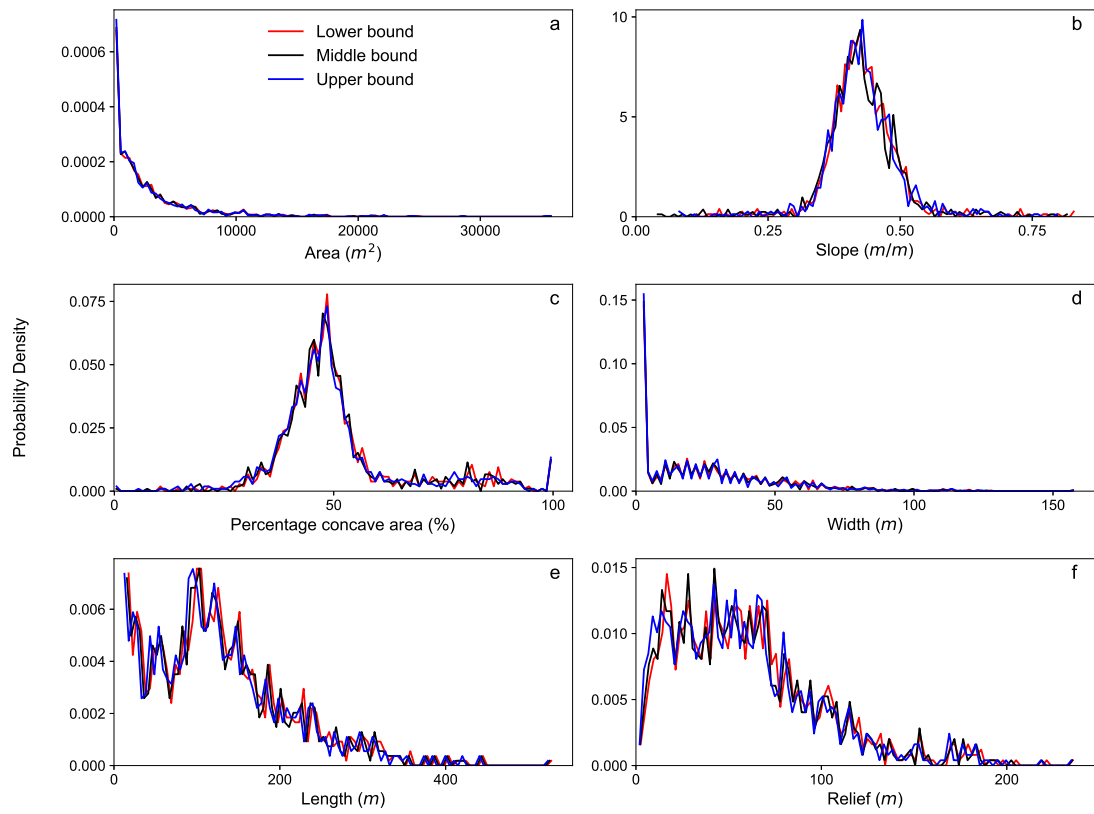 a
Lower bound
Middle bound
Upper bound
0.0006
0.0004
0.0002
0.0000
0 10000 20000 30000
Area (m²)
b
10
5
0
0.00 0.25 0.50 0.75
Slope (m/m)
Probability Density
c
0.075
0.050
0.025
0.000
0 50 100
Percentage concave area (%)
d
0.15
0.10
0.05
0.00
0 50 100 150
Width (m)
e
0.006
0.004
0.002
0.000
0 200 400
Length (m)
f
0.015
0.010
0.005
0.000
0 100 200
Relief (m)